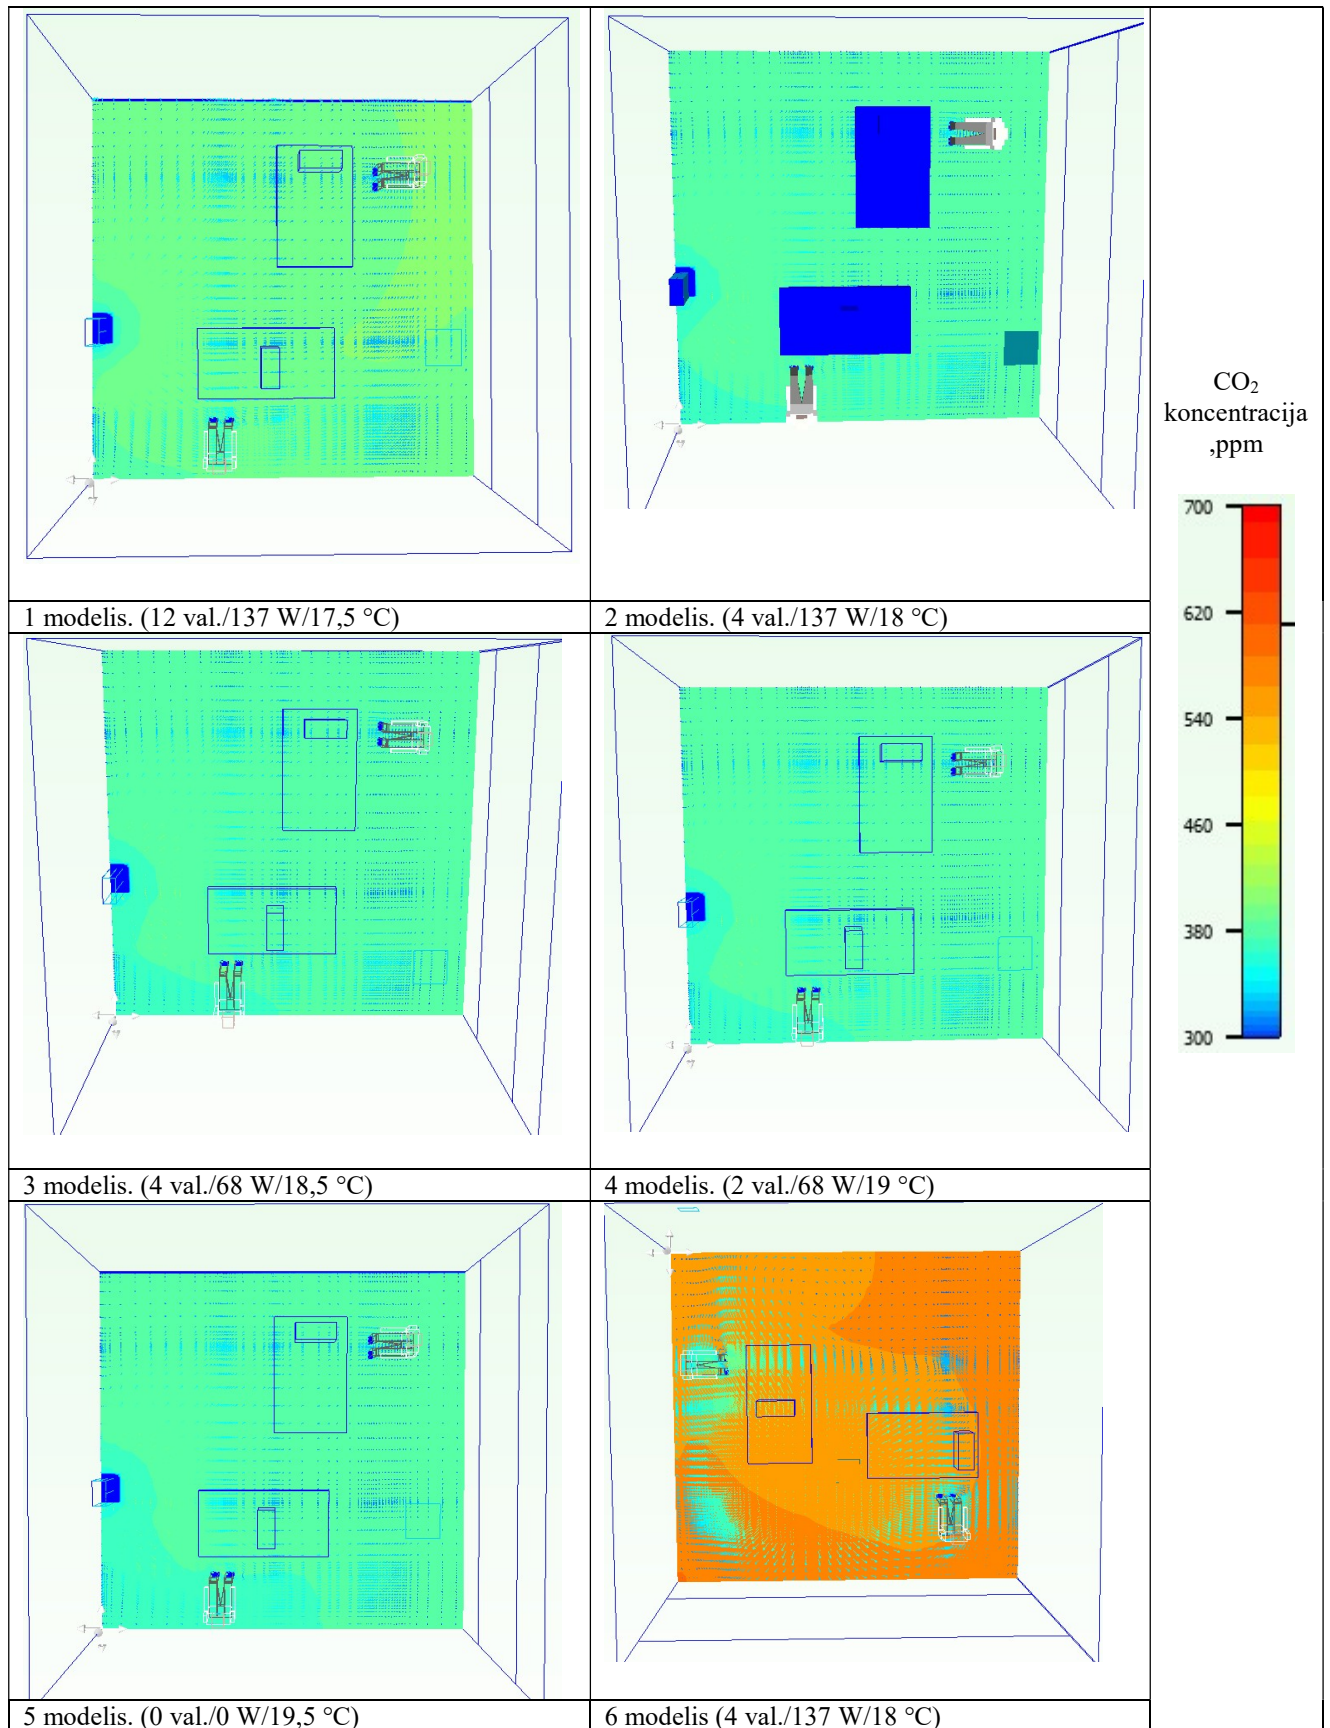 1 modelis. (12 val./137 W/17,5 °C)
2 modelis. (4 val./137 W/18 °C)
3 modelis. (4 val./68 W/18,5 °C)
4 modelis. (2 val./68 W/19 °C)
5 modelis. (0 val./0 W/19,5 °C)
6 modelis (4 val./137 W/18 °C)
CO₂
koncentracija
,ppm
700
620
540
460
380
300